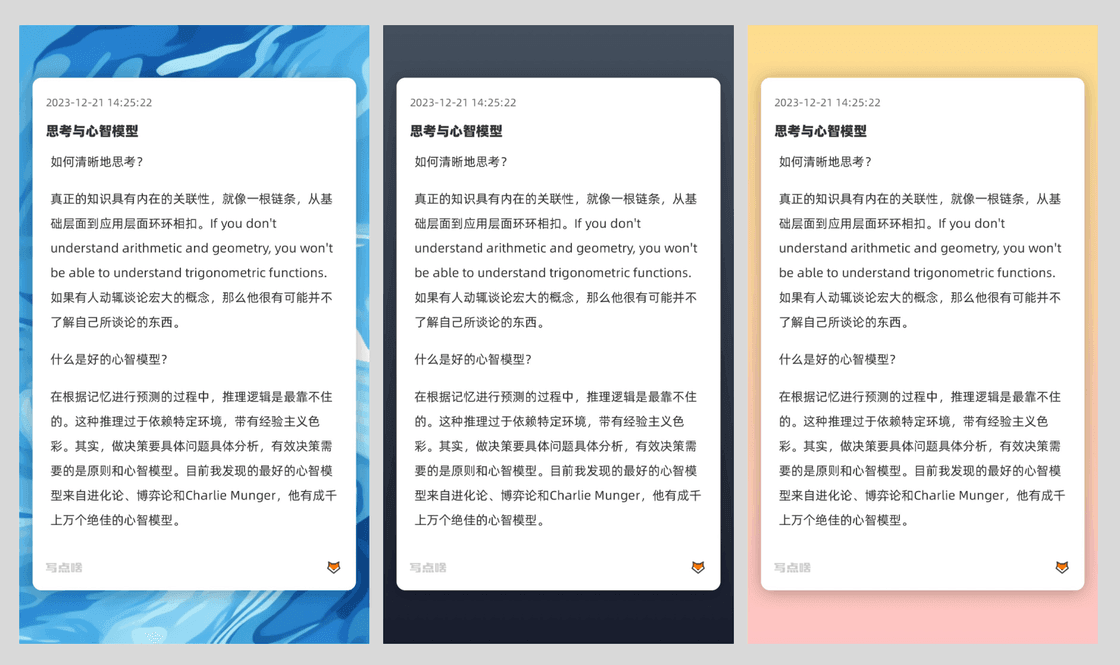 2023-12-21 14:25:22
思考与心智模型
如何清晰地思考？
真正的知识具有内在的关联性，就像一根链条，从基
础层面到应用层面环环相扣。If you don't
understand arithmetic and geometry, you won't
be able to understand trigonometric functions.
如果有人动辄谈论宏大的概念，那么他很有可能并不
了解自己所谈论的东西。
什么是好的心智模型？
在根据记忆进行预测的过程中，推理逻辑是最靠不住
的。这种推理过于依赖特定环境，带有经验主义色
彩。其实，做决策要具体问题具体分析，有效决策需
要的是原则和心智模型。目前我发现的最好的心智模
型来自进化论、博弈论和Charlie Munger，他有成千
上万个绝佳的心智模型。
写点啥
2023-12-21 14:25:22
思考与心智模型
如何清晰地思考？
真正的知识具有内在的关联性，就像一根链条，从基
础层面到应用层面环环相扣。If you don't
understand arithmetic and geometry, you won't
be able to understand trigonometric functions.
如果有人动辄谈论宏大的概念，那么他很有可能并不
了解自己所谈论的东西。
什么是好的心智模型？
在根据记忆进行预测的过程中，推理逻辑是最靠不住
的。这种推理过于依赖特定环境，带有经验主义色
彩。其实，做决策要具体问题具体分析，有效决策需
要的是原则和心智模型。目前我发现的最好的心智模
型来自进化论、博弈论和Charlie Munger，他有成千
上万个绝佳的心智模型。
写点啥
2023-12-21 14:25:22
思考与心智模型
如何清晰地思考？
真正的知识具有内在的关联性，就像一根链条，从基
础层面到应用层面环环相扣。If you don't
understand arithmetic and geometry, you won't
be able to understand trigonometric functions.
如果有人动辄谈论宏大的概念，那么他很有可能并不
了解自己所谈论的东西。
什么是好的心智模型？
在根据记忆进行预测的过程中，推理逻辑是最靠不住
的。这种推理过于依赖特定环境，带有经验主义色
彩。其实，做决策要具体问题具体分析，有效决策需
要的是原则和心智模型。目前我发现的最好的心智模
型来自进化论、博弈论和Charlie Munger，他有成千
上万个绝佳的心智模型。
写点啥